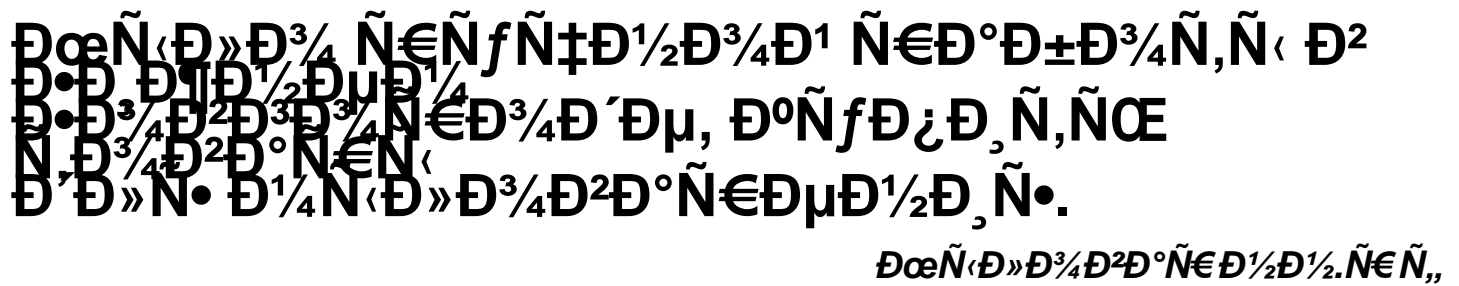 ÐœÑ‹Ð»Ð¾ Ñ€ÑƒÑ‡Ð½Ð¾Ð¹ Ñ€Ð°Ð±Ð¾Ñ‚Ñ‹ Ð²
Ð•Ð¸Ð¶Ð½ÐµÐ¼
Ð•Ð¾Ð²Ð³Ð¾Ñ€Ð¾Ð´Ðµ, ÐºÑƒÐ¿Ð¸Ñ‚ÑŒ
Ñ‚Ð¾Ð²Ð°Ñ€Ñ‹
Ð´Ð»Ñ• Ð¼Ñ‹Ð»Ð¾Ð²Ð°Ñ€ÐµÐ½Ð¸Ñ•.
ÐœÑ‹Ð»Ð¾Ð²Ð°Ñ€Ð½Ð½.Ñ€Ñ„